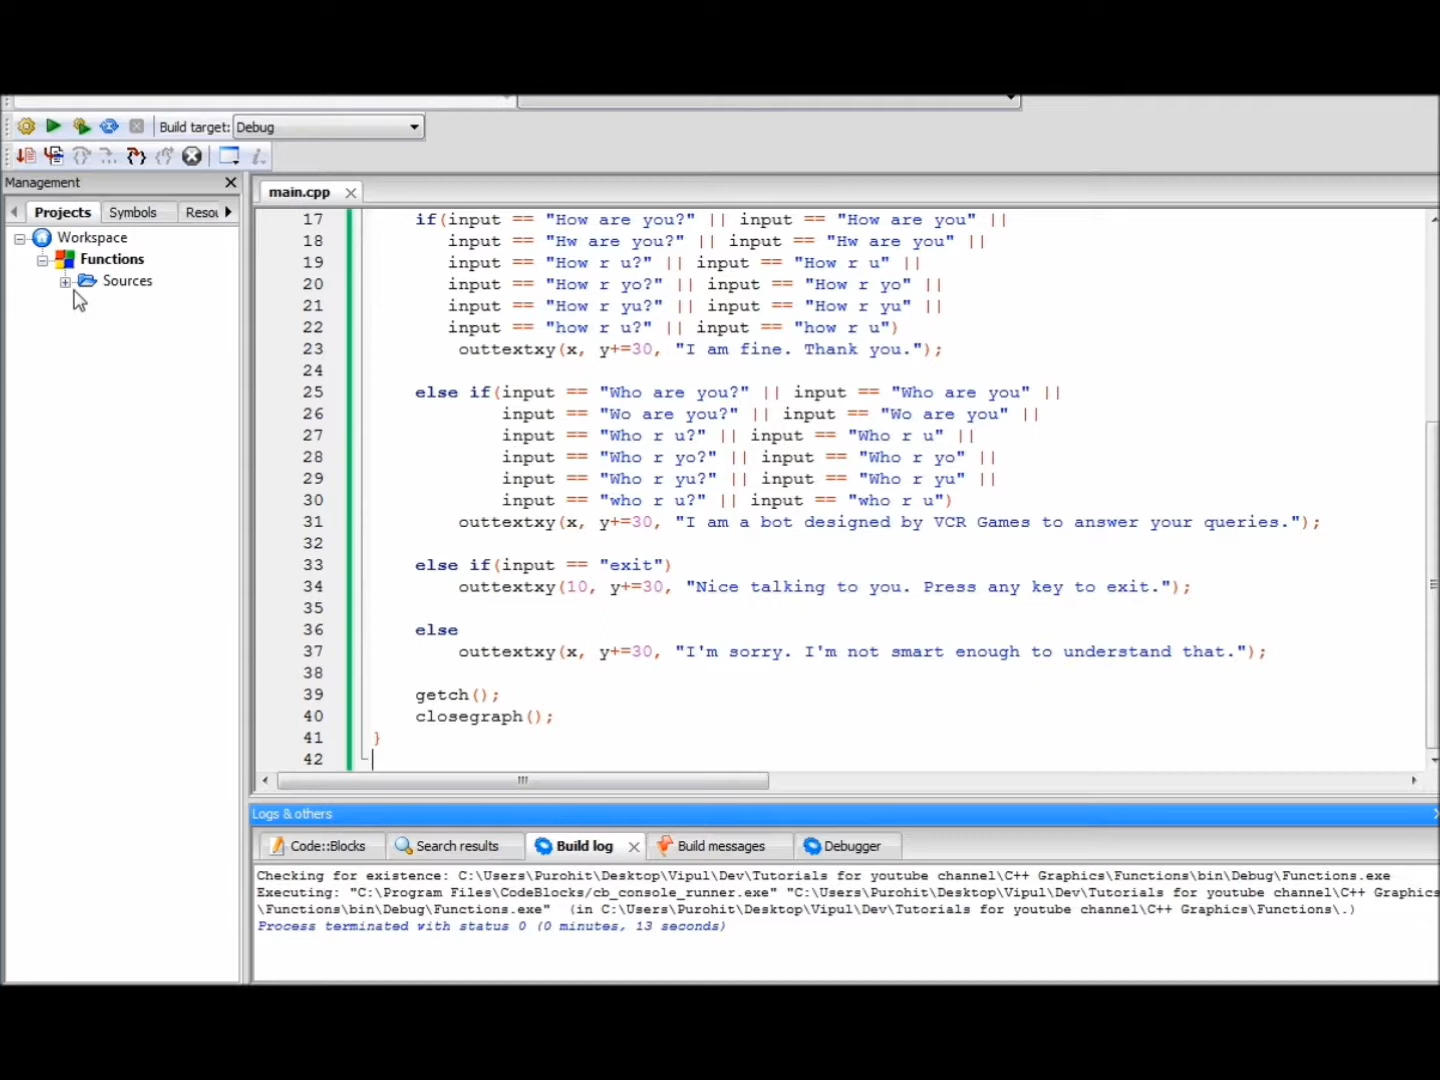 Build target: Debug
Management
Projects Symbols Resou
Workspace
Functions
Sources
main.cpp
17 if(input == "How are you?" || input == "How are you" ||
18 input == "Hw are you?" || input == "Hw are you" ||
19 input == "How r u?" || input == "How r u" ||
20 input == "How r yo?" || input == "How r yo" ||
21 input == "How r yu?" || input == "How r yu" ||
22 input == "how r u?" || input == "how r u")
23 outtextxy(x, y+=30, "I am fine. Thank you.");
24
25 else if(input == "Who are you?" || input == "Who are you" ||
26 input == "Wo are you?" || input == "Wo are you" ||
27 input == "Who r u?" || input == "Who r u" ||
28 input == "Who r yo?" || input == "Who r yo" ||
29 input == "Who r yu?" || input == "Who r yu" ||
30 input == "who r u?" || input == "who r u")
31 outtextxy(x, y+=30, "I am a bot designed by VCR Games to answer your queries.");
32
33 else if(input == "exit")
34 outtextxy(10, y+=30, "Nice talking to you. Press any key to exit.");
35
36 else
37 outtextxy(x, y+=30, "I'm sorry. I'm not smart enough to understand that.");
38
39 getch();
40 closegraph();
41 }
42
Logs & others
Code::Blocks Search results Build log Build messages Debugger
Checking for existence: C:\Users\Purohit\Desktop\Vipul\Dev\Tutorials for youtube channel\C++ Graphics\Functions\bin\Debug\Functions.exe
Executing: "C:\Program Files\CodeBlocks/cb_console_runner.exe" "C:\Users\Purohit\Desktop\Vipul\Dev\Tutorials for youtube channel\C++ Graphics
\Functions\bin\Debug\Functions.exe" (in C:\Users\Purohit\Desktop\Vipul\Dev\Tutorials for youtube channel\C++ Graphics\Functions\.)
Process terminated with status 0 (0 minutes, 13 seconds)